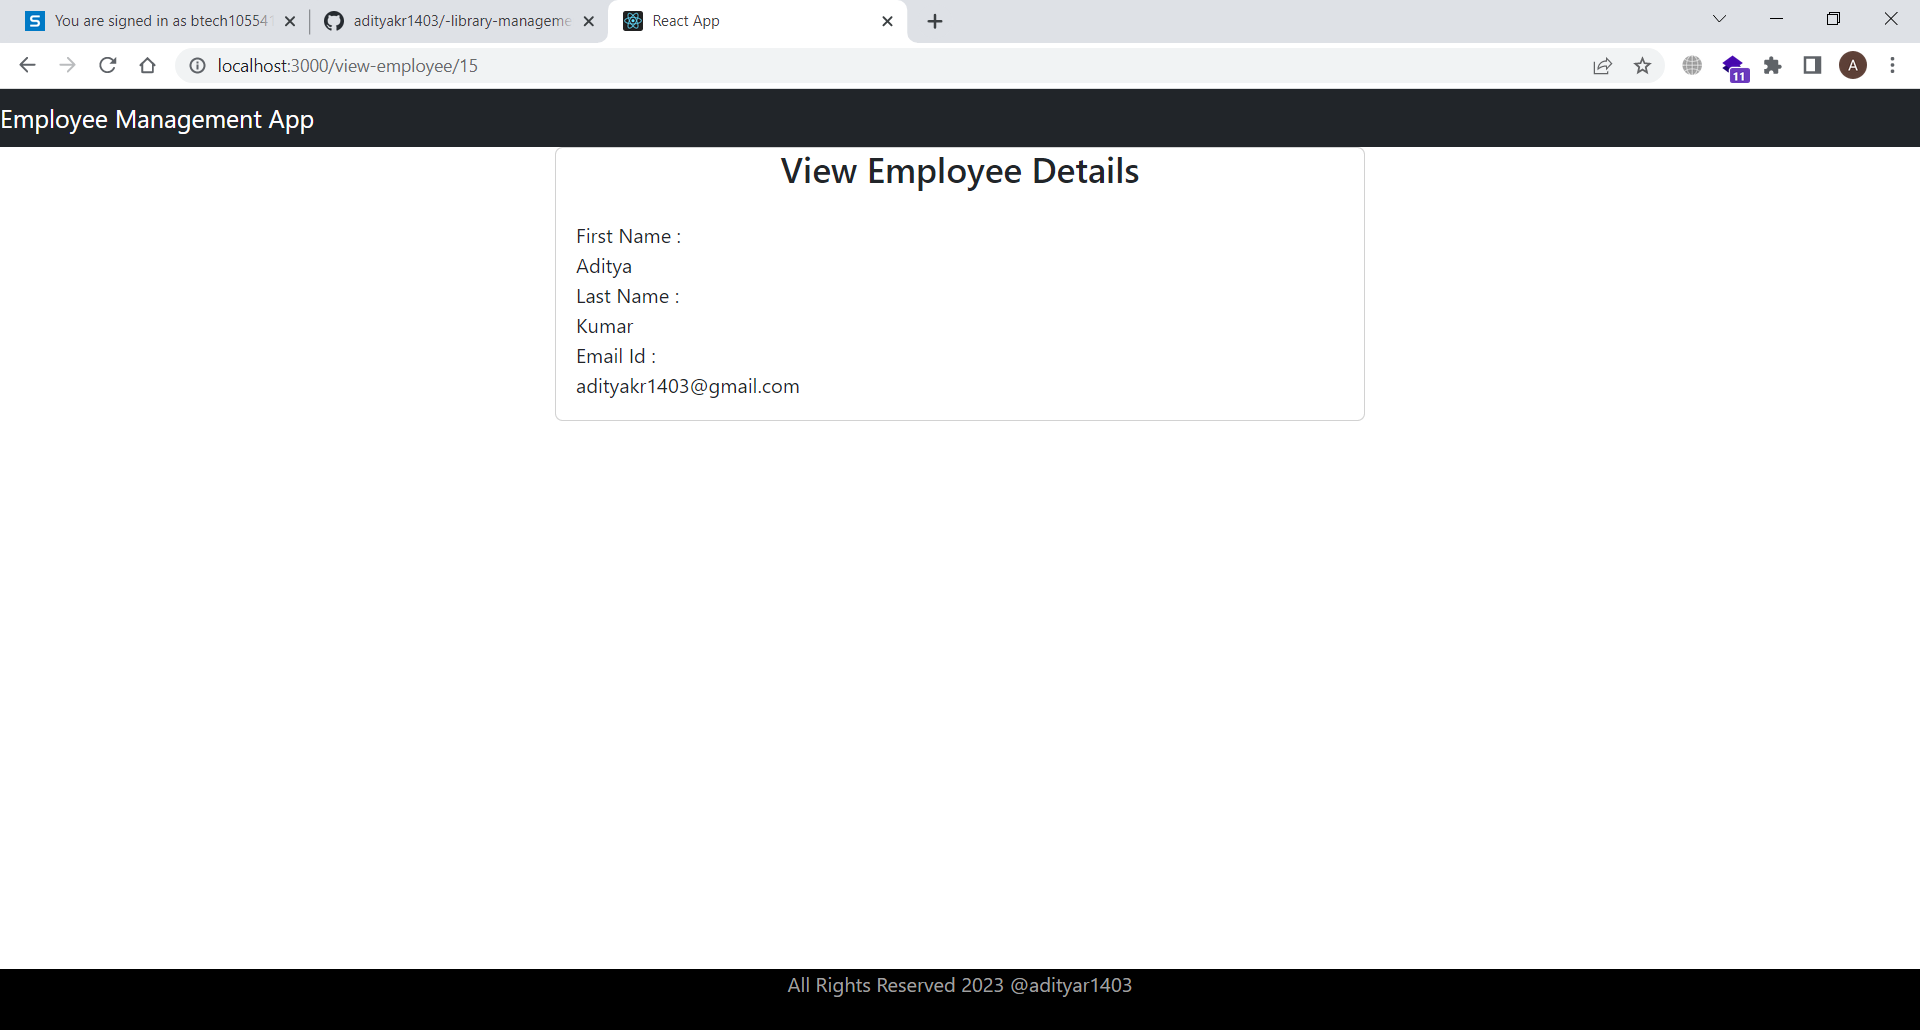 You are signed in as btech10554
adityakr1403/-library-manageme
React App
localhost:3000/view-employee/15
11
A
Employee Management App
View Employee Details
First Name :
Aditya
Last Name :
Kumar
Email Id :
adityakr1403@gmail.com
All Rights Reserved 2023 @adityar1403